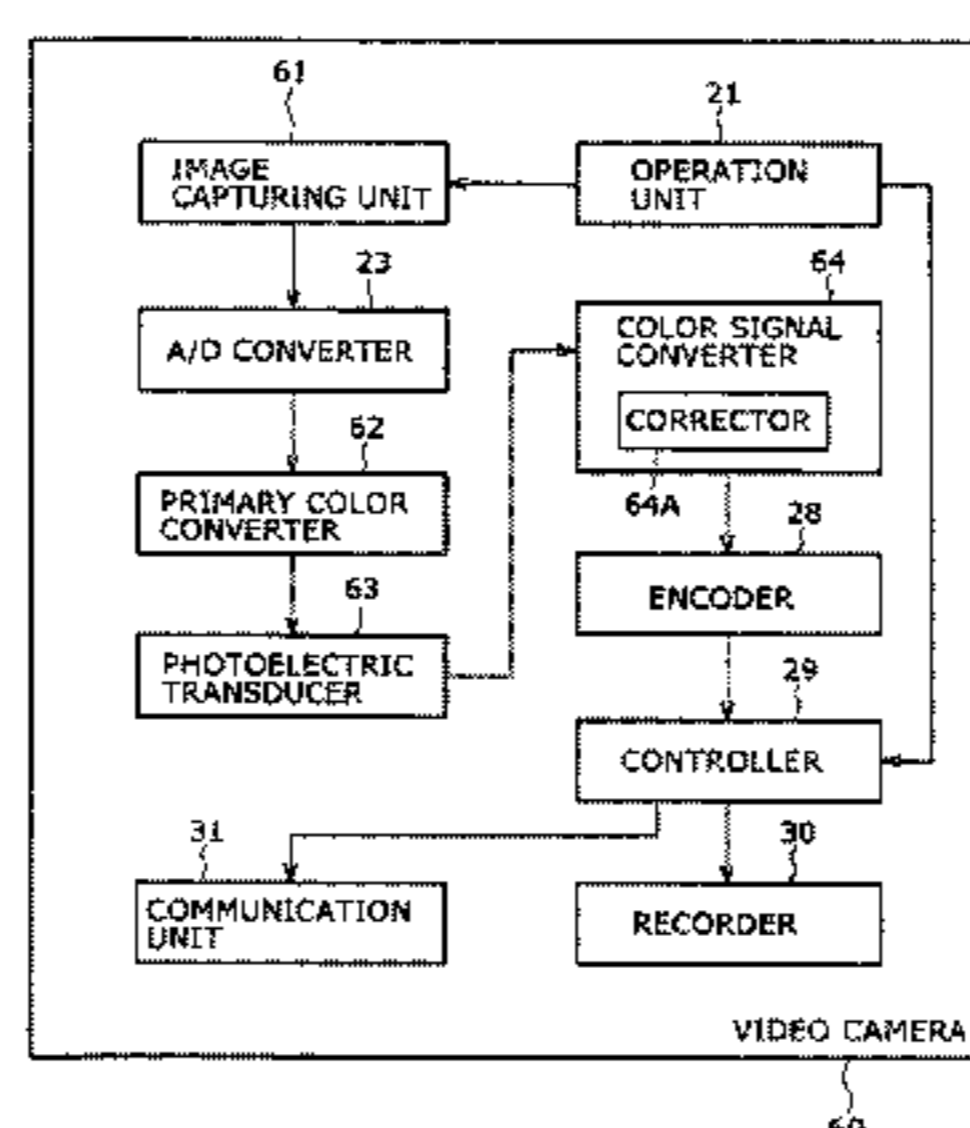 61
21
IMAGE
CAPTURING UNIT
OPERATION
UNIT
23
64
A/D CONVERTER
COLOR SIGNAL
CONVERTER
CORRECTOR
62
64A
28
PRIMARY COLOR
CONVERTER
ENCODER
63
29
PHOTOELECTRIC
TRANSDUCER
CONTROLLER
31
30
COMMUNICATION
UNIT
RECORDER
VIDEO CAMERA
60